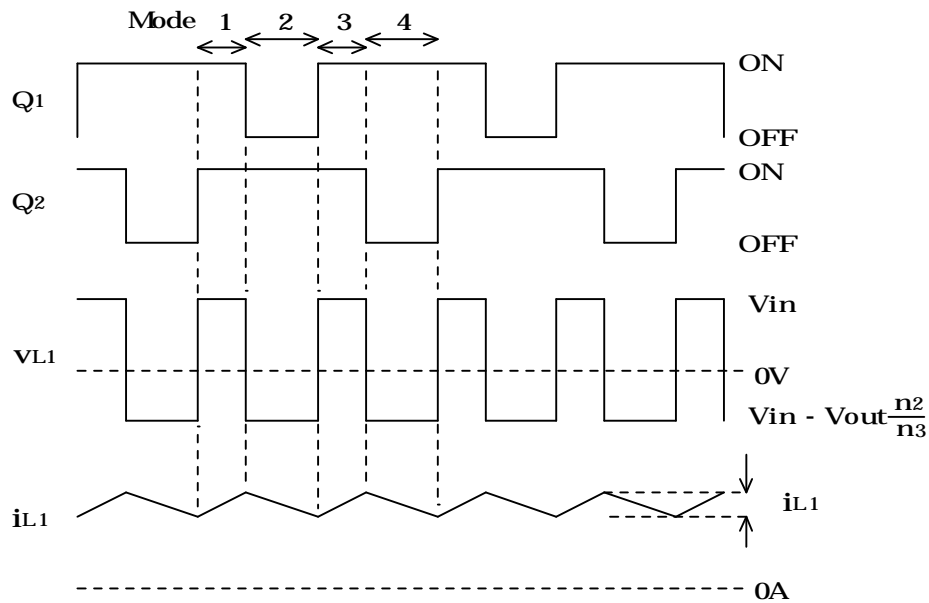 Mode 1 2 3 4
ON
Q1
OFF
ON
Q2
OFF
Vin
vL1
0V
Vin - Vout n2/n3
iL1
iL1
0A